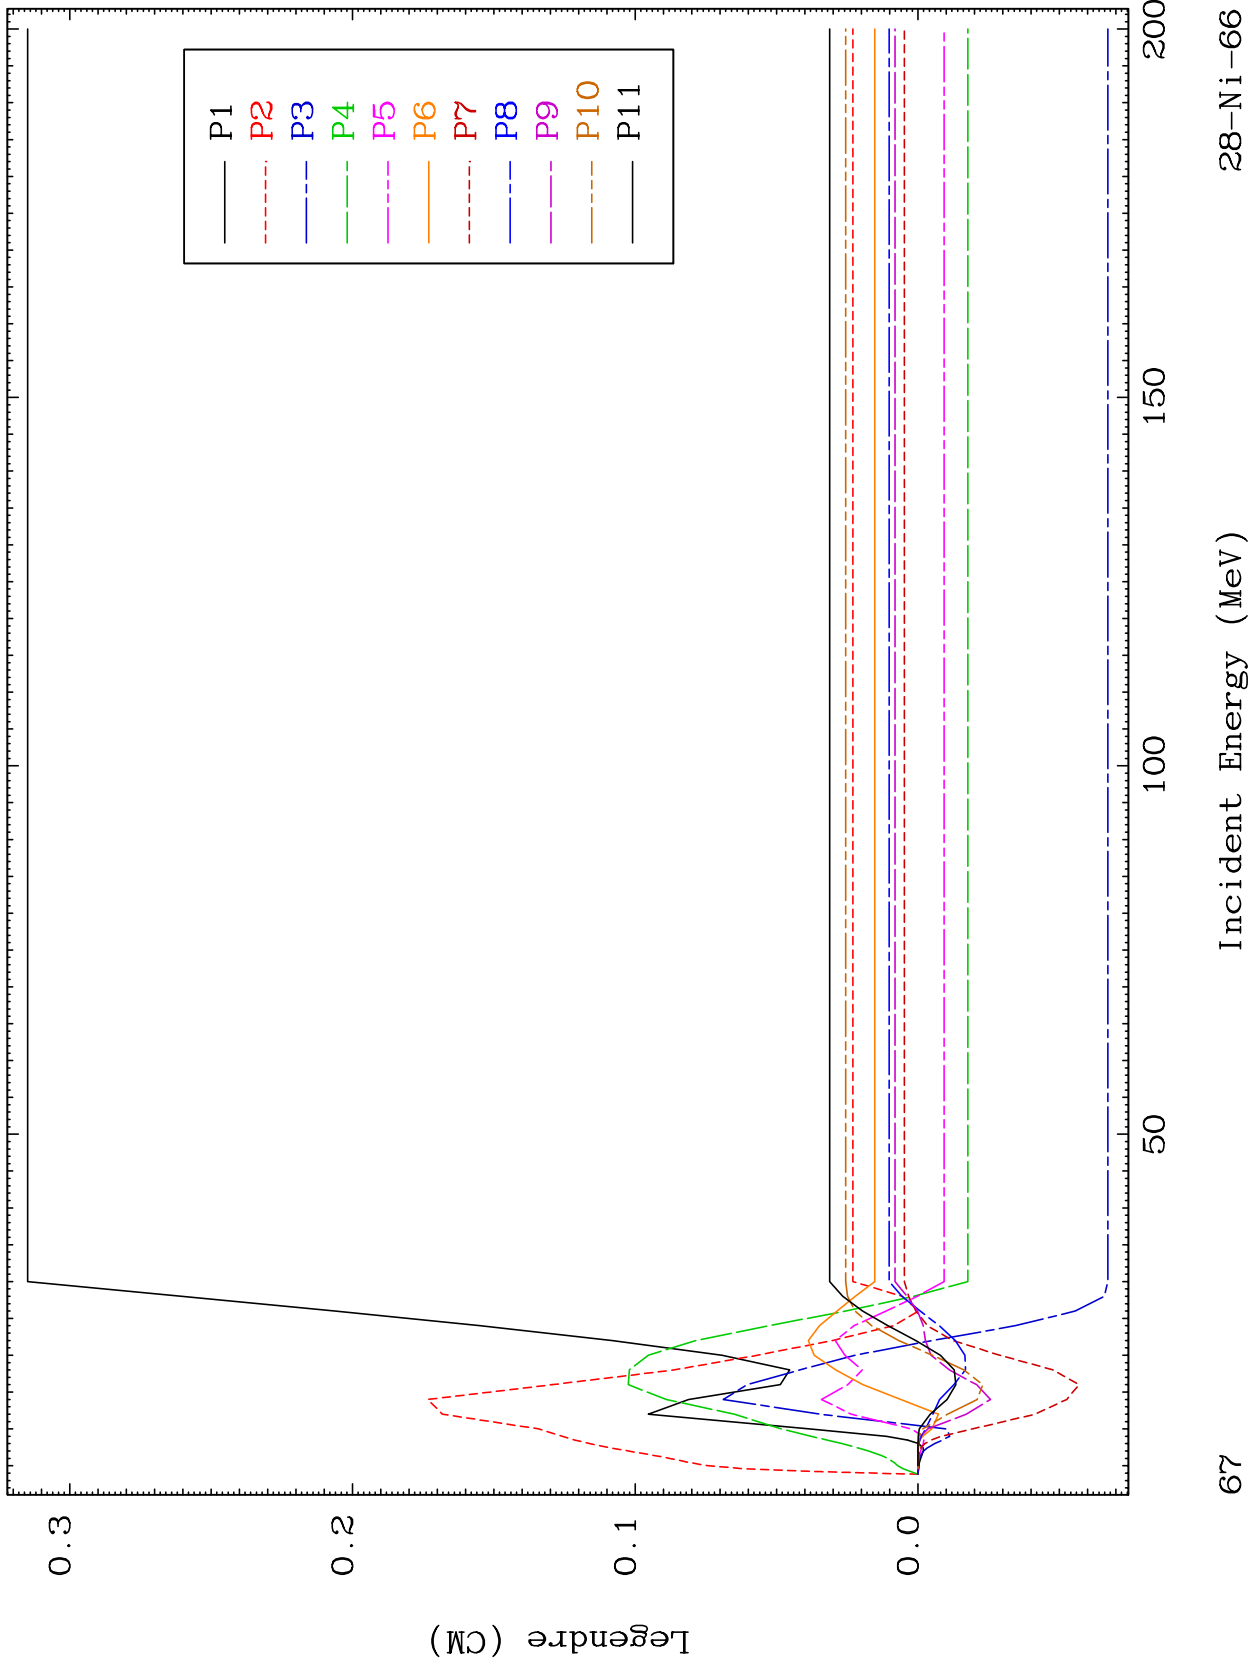 P1
P2
P3
P4
P5
P6
P7
P8
P9
P10
P11
0.3
0.2
0.1
0.0
Legendre (CM)
50
100
150
200
Incident Energy (MeV)
67
28-Ni-66